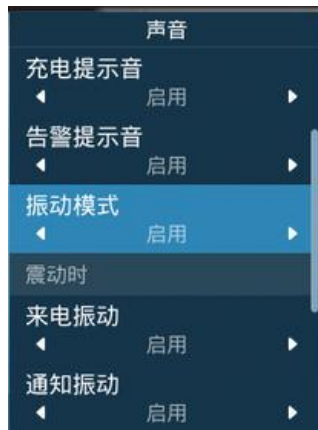 声音
充电提示音
启用
告警提示音
启用
振动模式
启用
震动时
来电振动
启用
通知振动
启用